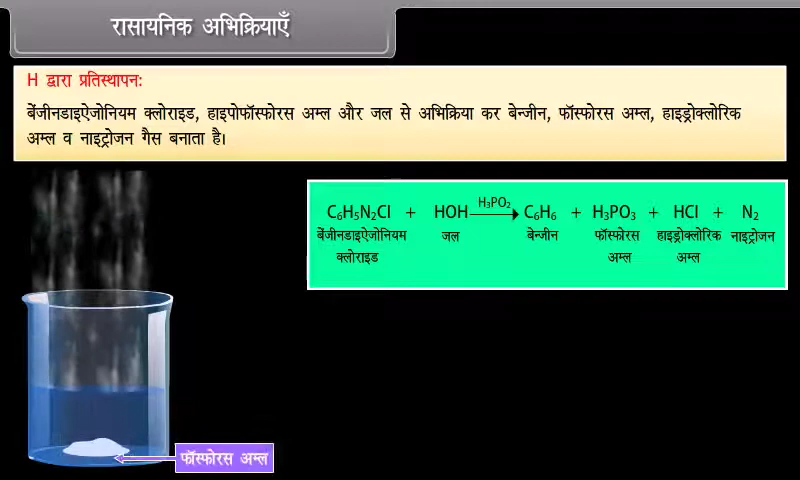 रासायनिक अभिक्रियाएँ
H द्वारा प्रतिस्थापन:
बेंजीनडाइऐजोनियम क्लोराइड, हाइपोफॉस्फोरस अम्ल और जल से अभिक्रिया कर बेन्जीन, फॉस्फोरस अम्ल, हाइड्रोक्लोरिक
अम्ल व नाइट्रोजन गैस बनाता है।
H₃PO₂
C₆H₅N₂Cl + HOH → C₆H₆ + H₃PO₃ + HCl + N₂
बेंजीनडाइऐजोनियम जल बेन्जीन फॉस्फोरस हाइड्रोक्लोरिक नाइट्रोजन
क्लोराइड अम्ल अम्ल
फॉस्फोरस अम्ल